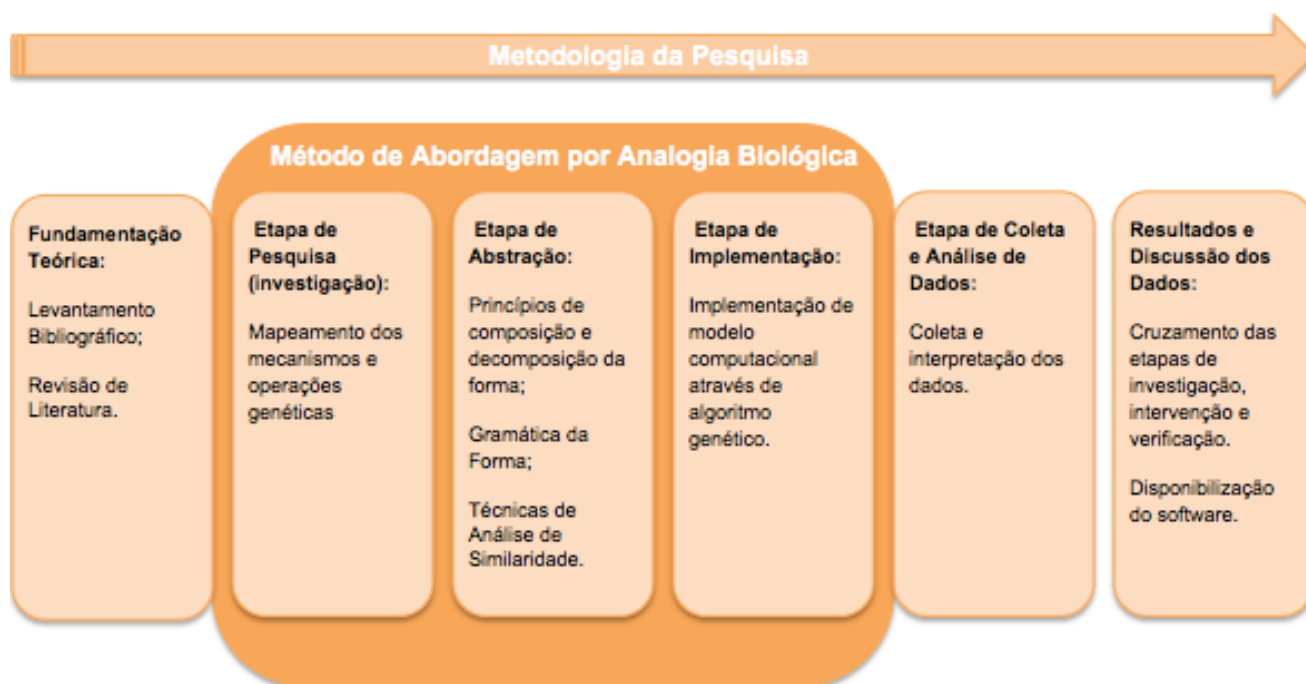 Metodologia da Pesquisa
Método de Abordagem por Analogia Biológica
Fundamentação
Teórica:
Levantamento
Bibliográfico;
Revisão de
Literatura.
Etapa de
Pesquisa
(investigação):
Mapeamento dos
mecanismos e
operações
genéticas
Etapa de
Abstração:
Princípios de
composição e
decomposição da
forma;
Gramática da
Forma;
Técnicas de
Análise de
Similaridade.
Etapa de
Implementação:
Implementação de
modelo
computacional
através de
algoritmo
genético.
Etapa de Coleta
e Análise de
Dados:
Coleta e
interpretação dos
dados.
Resultados e
Discussão dos
Dados:
Cruzamento das
etapas de
investigação,
intervenção e
verificação.
Disponibilização
do software.